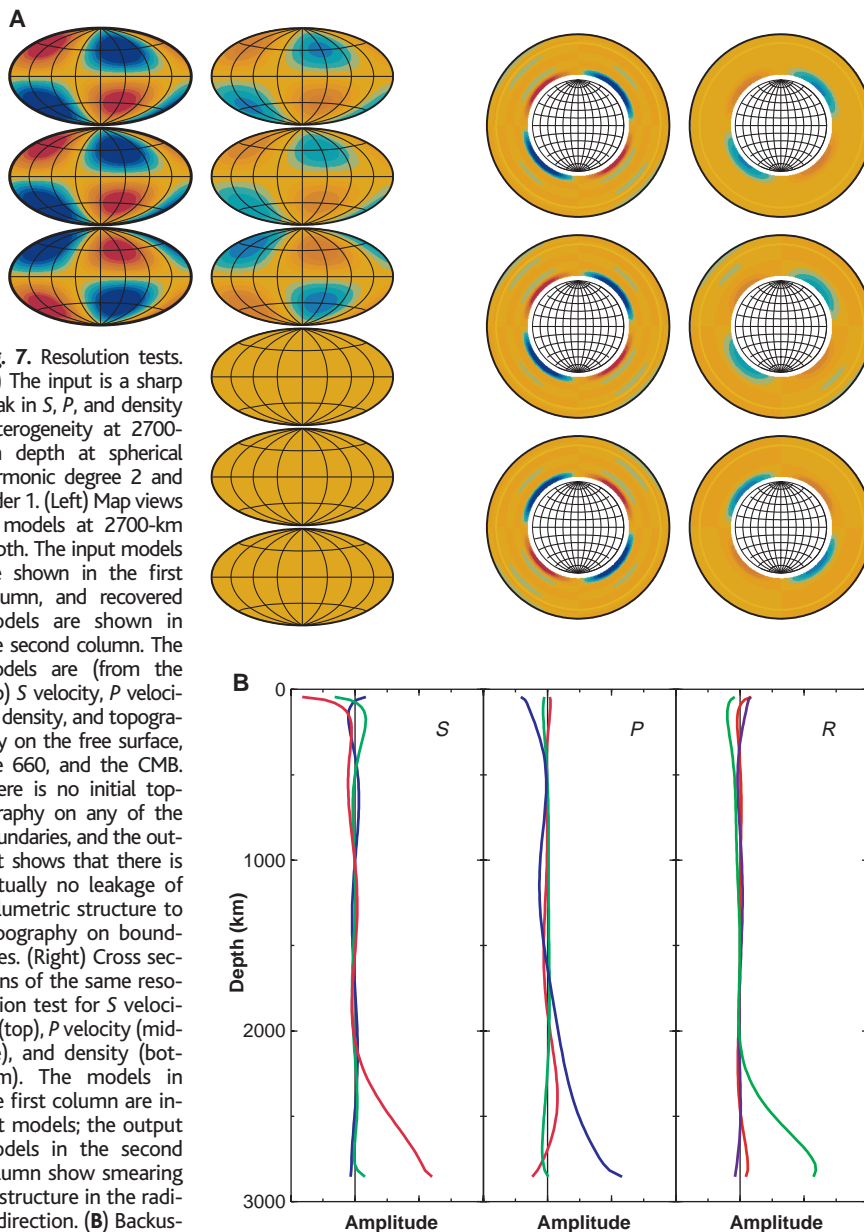 A
g. 7. Resolution tests.
) The input is a sharp
ak in S, P, and density
terogeneity at 2700-
n depth at spherical
rmonic degree 2 and
der 1. (Left) Map views
models at 2700-km
pth. The input models
e shown in the first
lumn, and recovered
odels are shown in
e second column. The
odels are (from the
p) S velocity, P veloci-
density, and topogra-
y on the free surface,
e 660, and the CMB.
ere is no initial top-
raphy on any of the
undaries, and the out-
t shows that there is
tually no leakage of
lumetric structure to
pography on bound-
es. (Right) Cross sec-
ns of the same reso-
ion test for S veloci-
(top), P velocity (mid-
e), and density (bot-
m). The models in
e first column are in-
t models; the output
odels in the second
lumn show smearing
structure in the radi-
direction. (B) Backus-
B
S
P
R
0
1000
2000
3000
Depth (km)
Amplitude
Amplitude
Amplitude